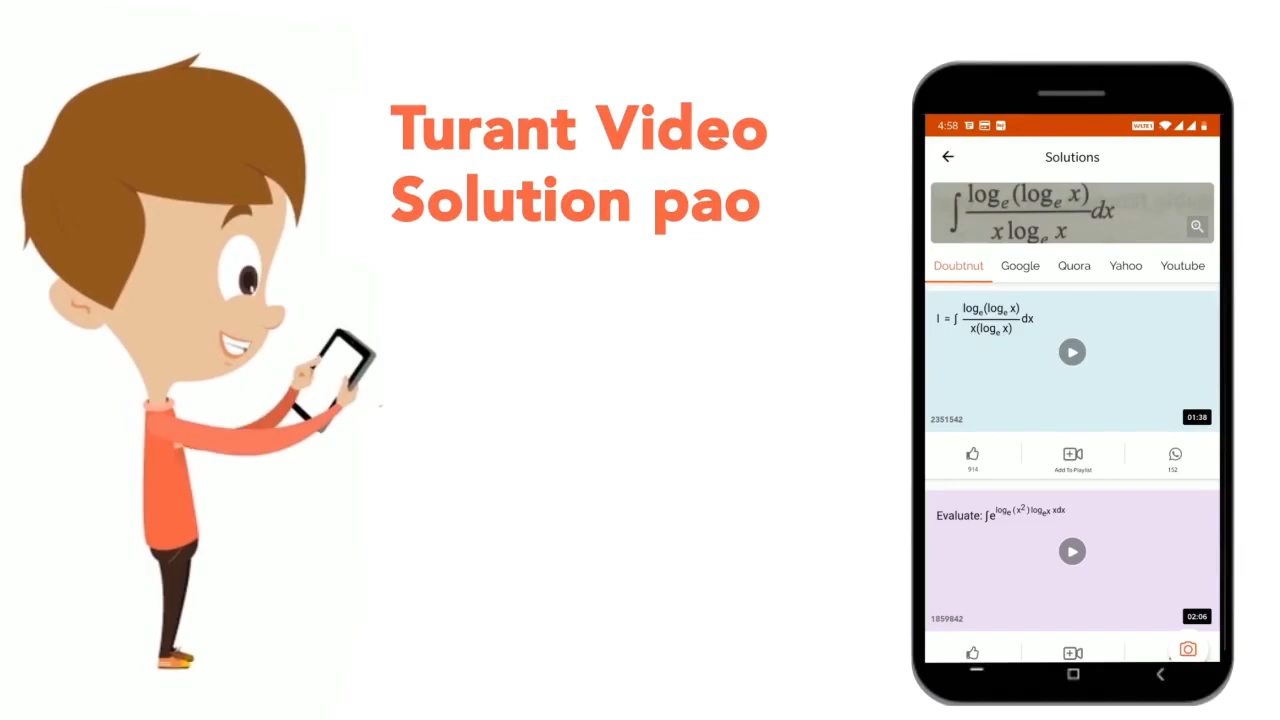 Turant Video
Solution pao
4:58
Solutions
∫ logₑ(logₑ x) / x logₑ x dx
Doubtnut Google Quora Yahoo Youtube
I = ∫ logₑ(logₑ x) / x(logₑ x) dx
2351542 01:38
914 Add To Playlist 152
Evaluate: ∫e^logₑ(x²)logₑx xdx
1859842 02:06